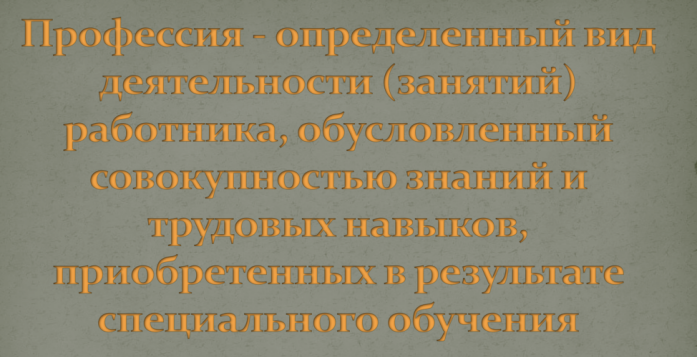 Профессия - определенный вид
деятельности (занятий)
работника, обусловленный
совокупностью знаний и
трудовых навыков,
приобретенных в результате
специального обучения